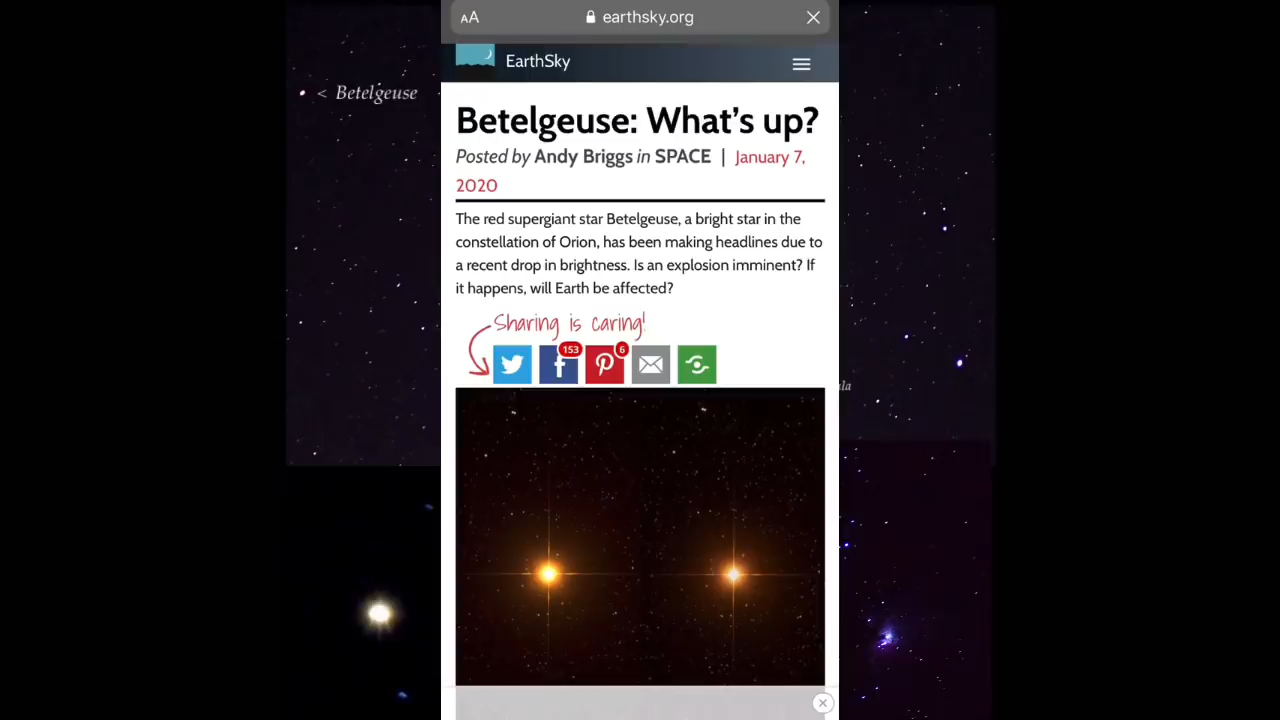 AA earthsky.org
EarthSky
< Betelgeuse
Betelgeuse: What's up?
Posted by Andy Briggs in SPACE | January 7,
2020
The red supergiant star Betelgeuse, a bright star in the
constellation of Orion, has been making headlines due to
a recent drop in brightness. Is an explosion imminent? If
it happens, will Earth be affected?
Sharing is caring!
153 6